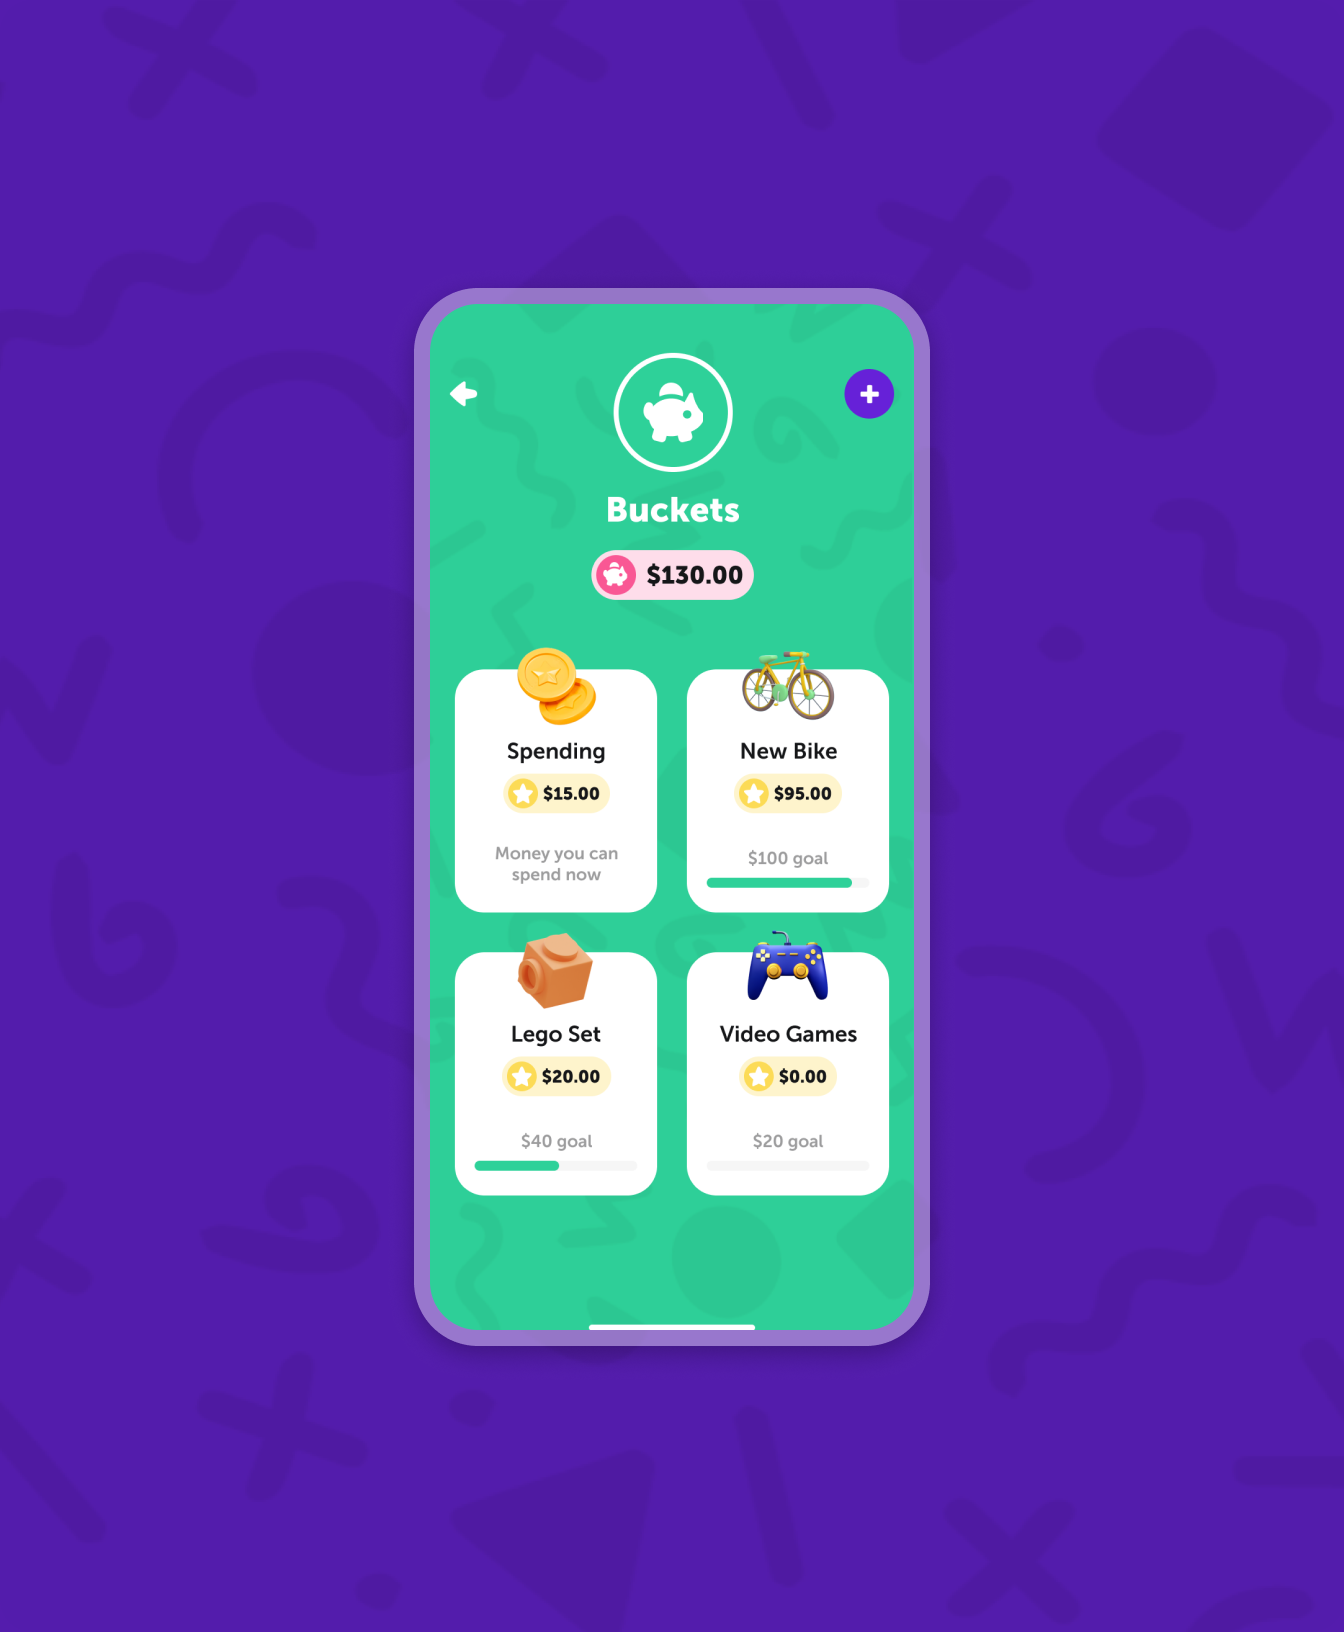 Buckets
$130.00
Spending
$15.00
Money you can
spend now
New Bike
$95.00
$100 goal
Lego Set
$20.00
$40 goal
Video Games
$0.00
$20 goal